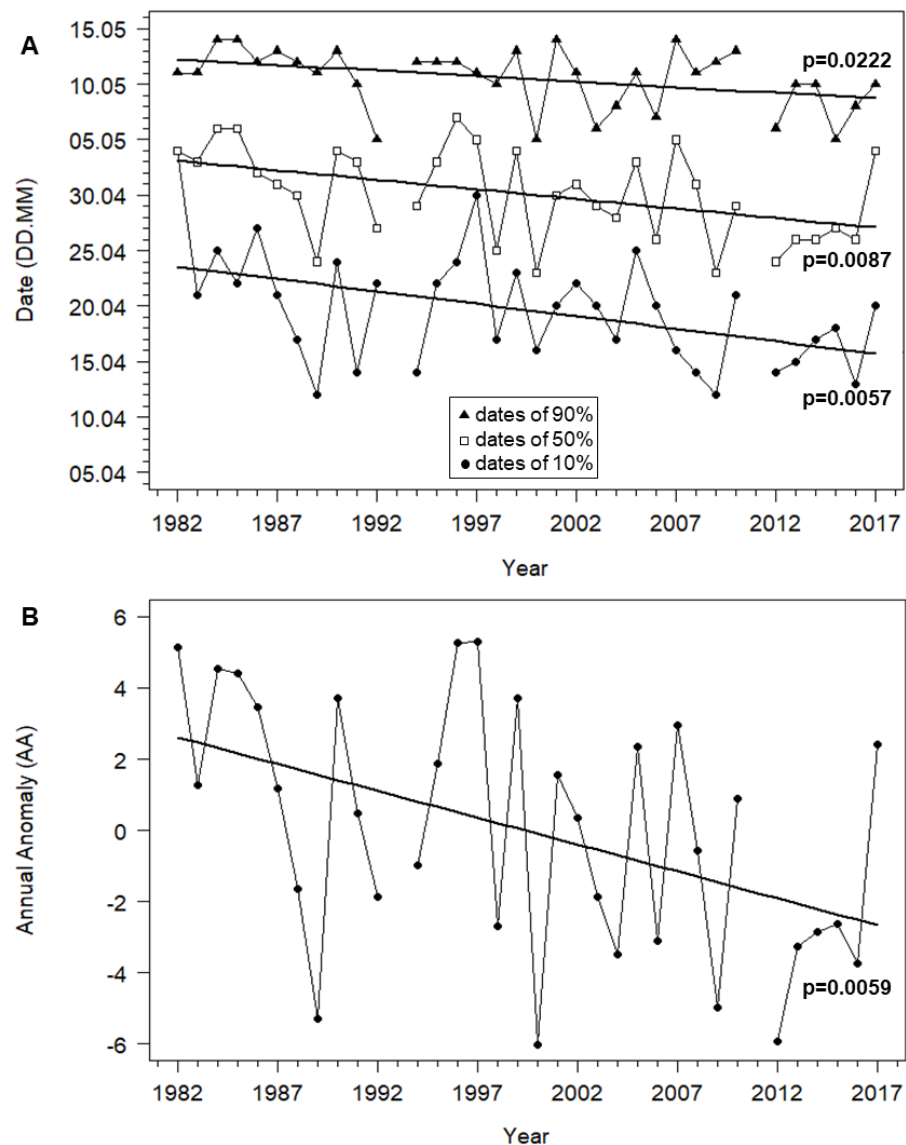 A
15.05
10.05
05.05
30.04
25.04
20.04
15.04
10.04
05.04
Date (DD.MM)
p=0.0222
p=0.0087
p=0.0057
dates of 90%
dates of 50%
dates of 10%
1982 1987 1992 1997 2002 2007 2012 2017
Year
B
6
4
2
0
-2
-4
-6
Annual Anomaly (AA)
p=0.0059
1982 1987 1992 1997 2002 2007 2012 2017
Year